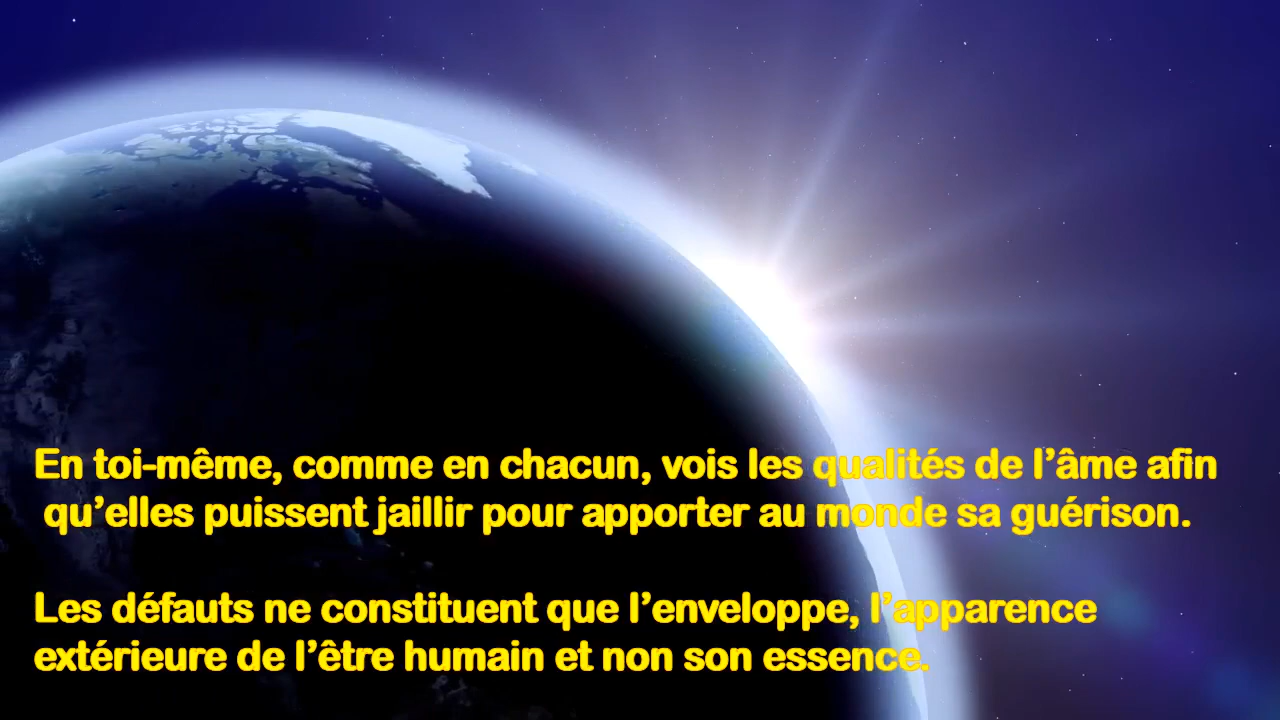 En toi-même, comme en chacun, vois les qualités de l’âme afin
qu’elles puissent jaillir pour apporter au monde sa guérison.
Les défauts ne constituent que l’enveloppe, l’apparence
extérieure de l’être humain et non son essence.